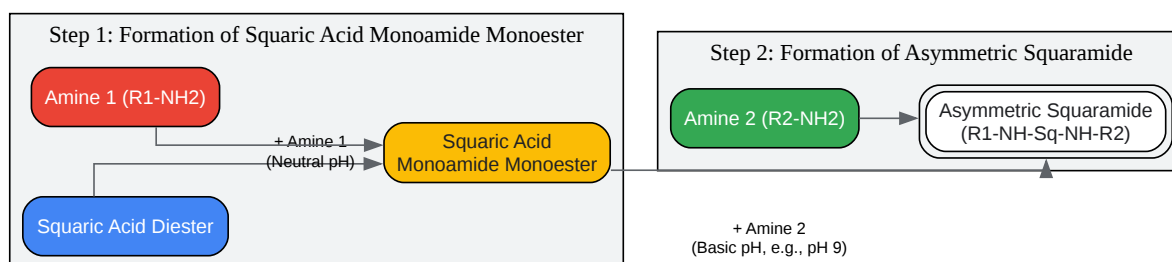 Step 1: Formation of Squaric Acid Monoamide Monoester
Amine 1 (R1-NH2)
+ Amine 1
(Neutral pH)
Squaric Acid
Monoamide Monoester
Squaric Acid Diester
Step 2: Formation of Asymmetric Squaramide
Amine 2 (R2-NH2)
Asymmetric Squaramide
(R1-NH-Sq-NH-R2)
+ Amine 2
(Basic pH, e.g., pH 9)